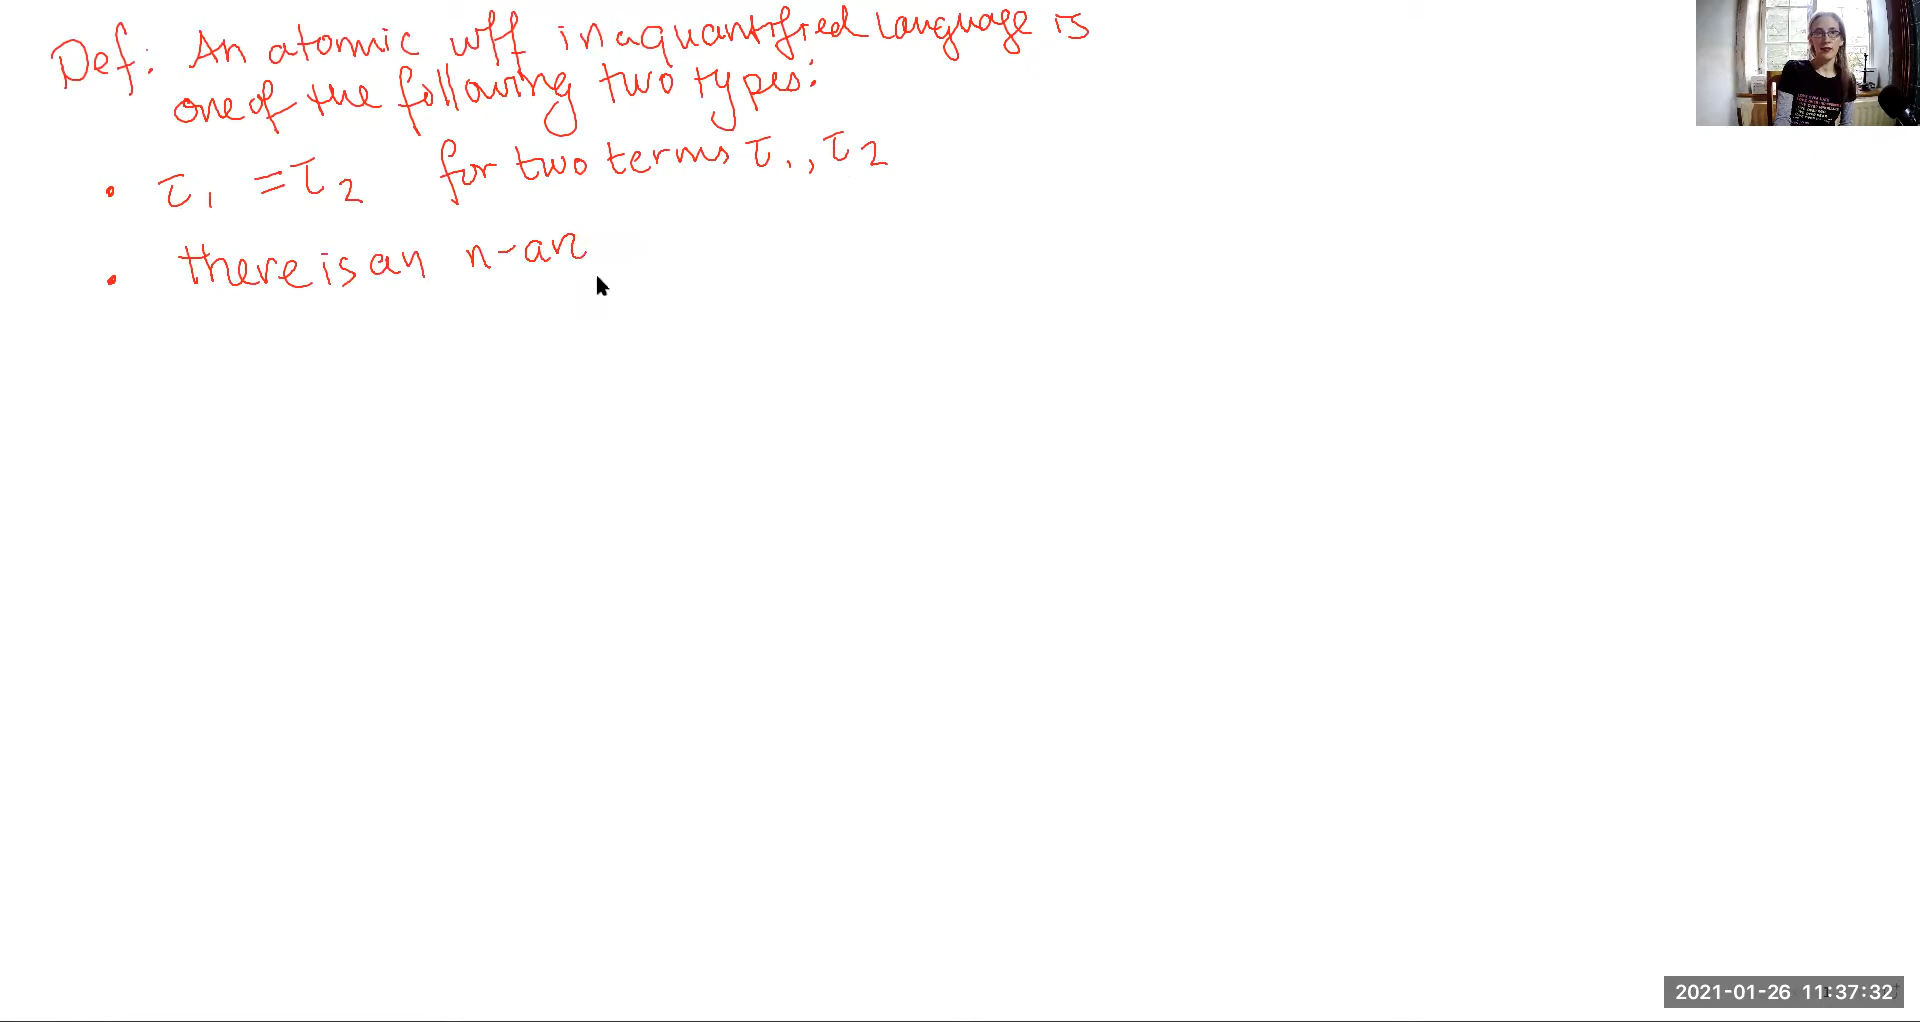 Def: An atomic wff in a quantified language is
one of the following two types:
• τ₁ = τ₂ for two terms τ₁, τ₂
• there is an n-ar
2021-01-26 11:37:32